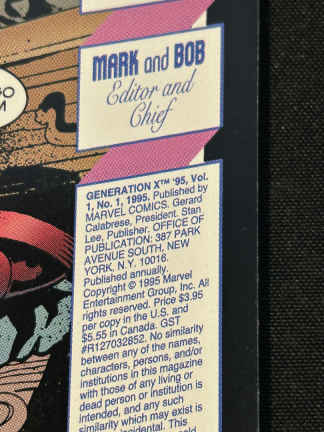 GO
M
MARK and BOB
Editor and
Chief
GENERATION X™ '95, Vol.
1, No. 1, 1995. Published by
MARVEL COMICS. Gerard
Calabrese, President. Stan
Lee, Publisher. OFFICE OF
PUBLICATION: 387 PARK
AVENUE SOUTH, NEW
YORK, N.Y. 10016.
Published annually.
Copyright © 1995 Marvel
Entertainment Group, Inc. All
rights reserved. Price $3.95
per copy in the U.S. and
$5.55 in Canada. GST
#R127032852. No similarity
between any of the names,
characters, persons, and/or
institutions in this magazine
with those of any living or
dead person or institution is
intended, and any such
similarity which may exist is
This